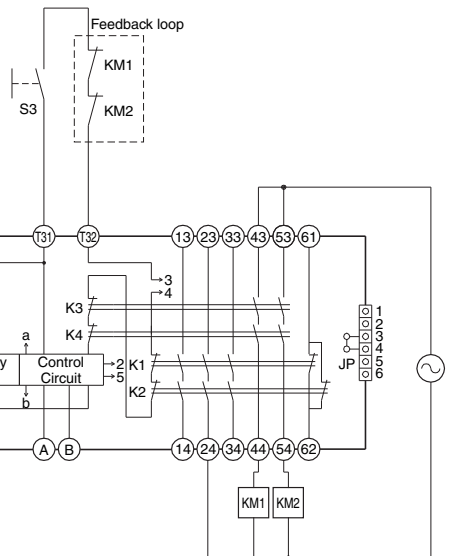 Feedback loop
KM1
S3
KM2
T31 T32 13 23 33 43 53 61
3
4
K3
1
2
K4
3
a
4
y Control Circuit 2 K1 JP 5
5 6
K2
b
A B 14 24 34 44 54 62
KM1 KM2